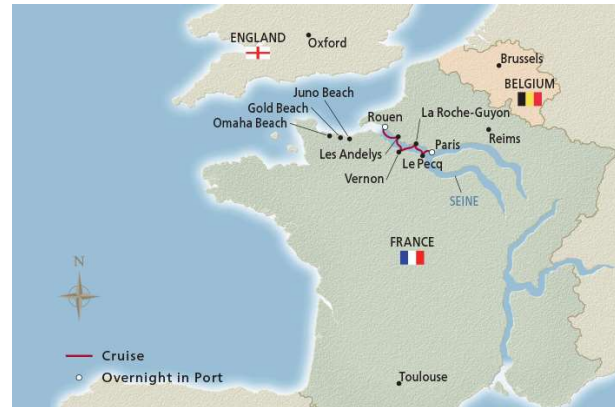 ENGLAND
Oxford
Brussels
BELGIUM
Juno Beach
Gold Beach
Omaha Beach
Rouen
La Roche-Guyon
Paris
Reims
Les Andelys
Le Pecq
Vernon
SEINE
FRANCE
N
Cruise
Overnight in Port
Toulouse